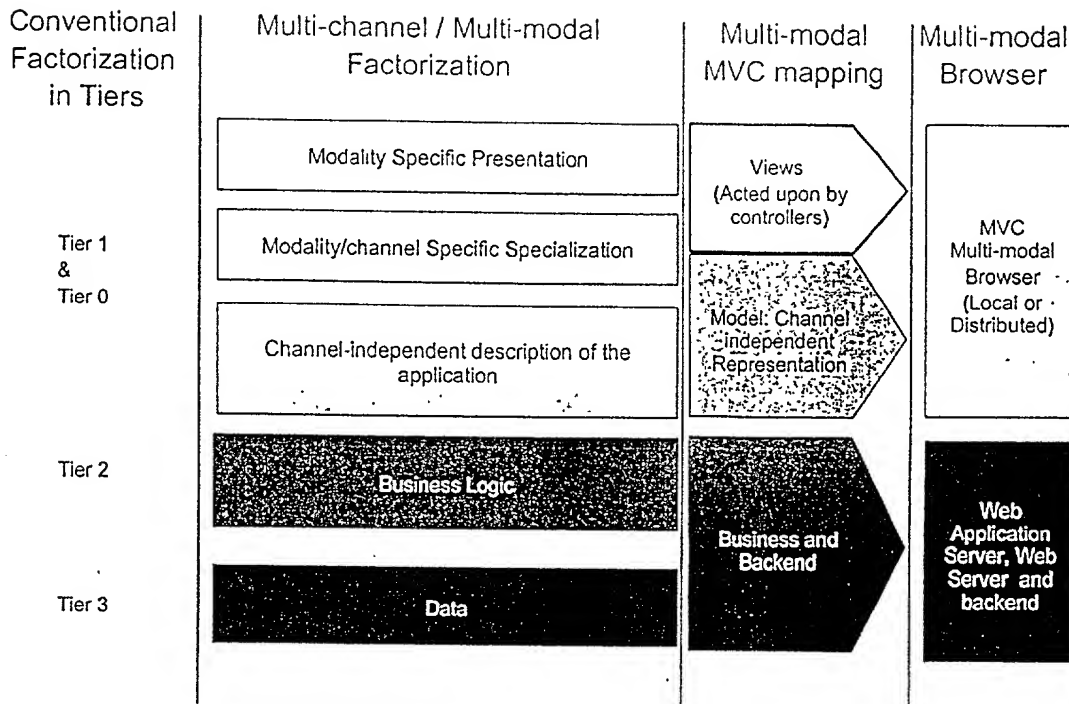 Conventional
Factorization
in Tiers
Multi-channel / Multi-modal
Factorization
Multi-modal
MVC mapping
Multi-modal
Browser
Tier 1
&
Tier 0
Tier 2
Tier 3
Modality Specific Presentation
Modality/channel Specific Specialization
Channel-independent description of the
application
Business Logic
Data
Views
(Acted upon by
controllers)
Model: Channel
independent
Representation
Business and
Backend
MVC
Multi-modal
Browser
(Local or
Distributed)
Web
Application
Server, Web
Server and
backend